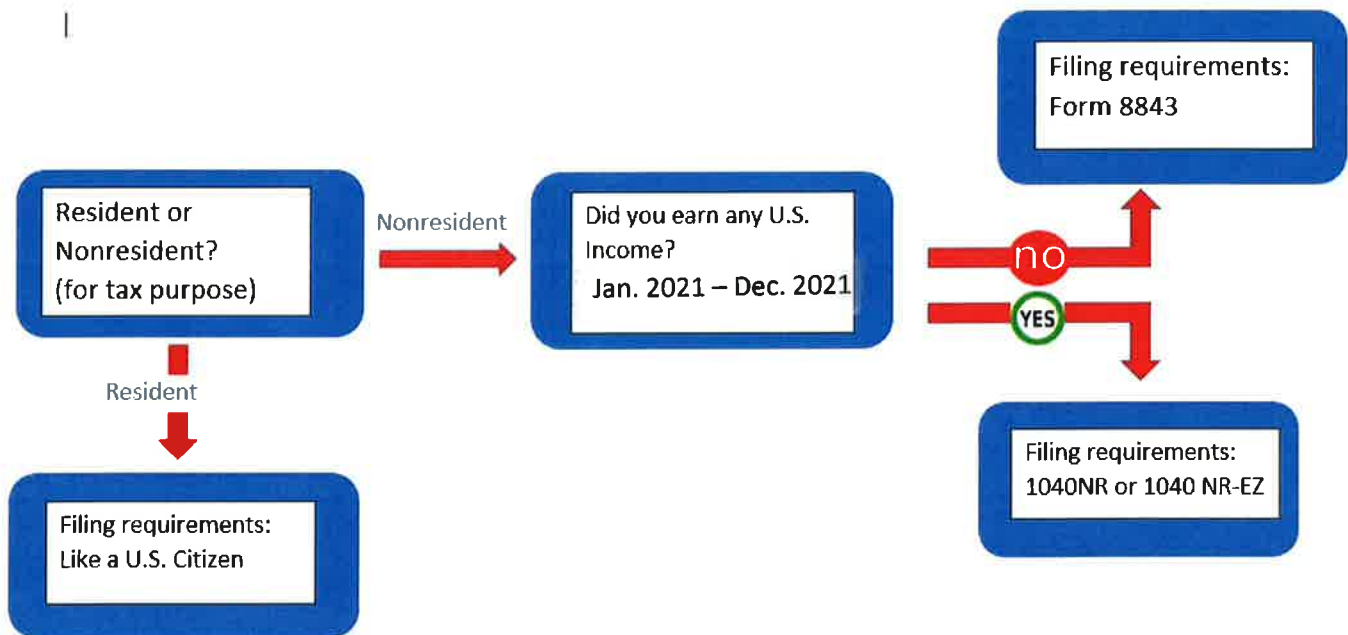 Resident or
Nonresident?
(for tax purpose)
Nonresident
Resident
Filing requirements:
Like a U.S. Citizen
Did you earn any U.S.
Income?
Jan. 2021 – Dec. 2021
no
YES
Filing requirements:
Form 8843
Filing requirements:
1040NR or 1040 NR-EZ